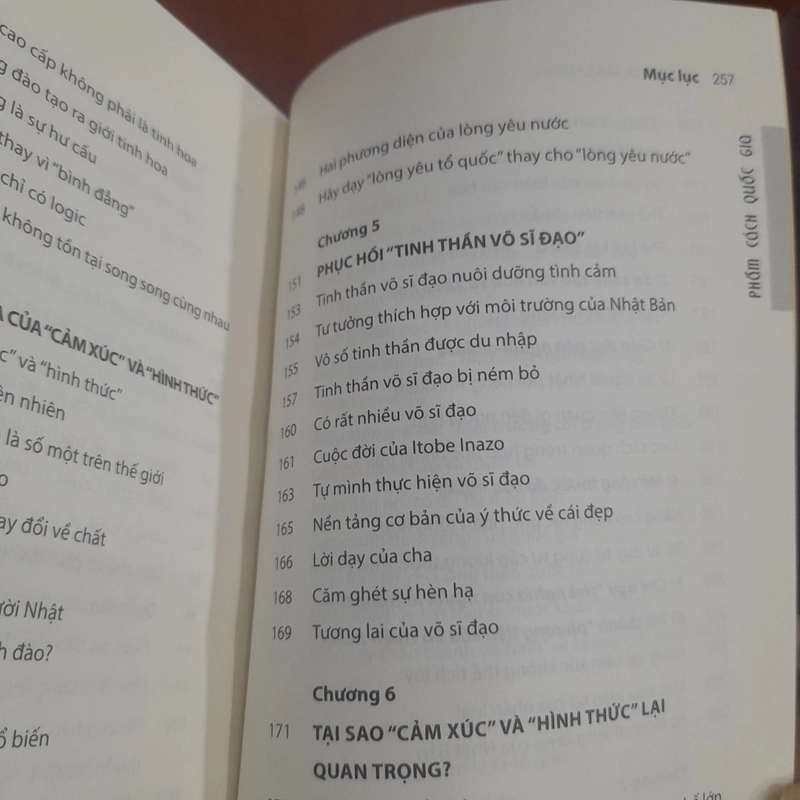 cao cấp không phải là tinh hoa
đào tạo ra giới tinh hoa
là sự hư cấu
thay vì “bình đẳng”
chỉ có logic
không tồn tại song song cùng nhau
CỦA “CẢM XÚC” VÀ “HÌNH THỨC”
và “hình thức”
nhiên
là số một trên thế giới
đổi về chất
Nhật
đào?
biến
Mục lục 257
146 Hai phương diện của lòng yêu nước
148 Hãy dạy “lòng yêu tổ quốc” thay cho “lòng yêu nước”
Chương 5
151 PHỤC HỒI “TINH THẦN VÕ SĨ ĐẠO”
153 Tinh thần võ sĩ đạo nuôi dưỡng tình cảm
154 Tư tưởng thích hợp với môi trường của Nhật Bản
155 Vô số tinh thần được du nhập
157 Tinh thần võ sĩ đạo bị ném bỏ
160 Có rất nhiều võ sĩ đạo
161 Cuộc đời của Itobe Inazo
163 Tự mình thực hiện võ sĩ đạo
165 Nền tảng cơ bản của ý thức về cái đẹp
166 Lời dạy của cha
168 Căm ghét sự hèn hạ
169 Tương lai của võ sĩ đạo
Chương 6
171 TẠI SAO “CẢM XÚC” VÀ “HÌNH THỨC” LẠI
QUAN TRỌNG?
lớn
PHẨM CÁCH QUỐC GIA